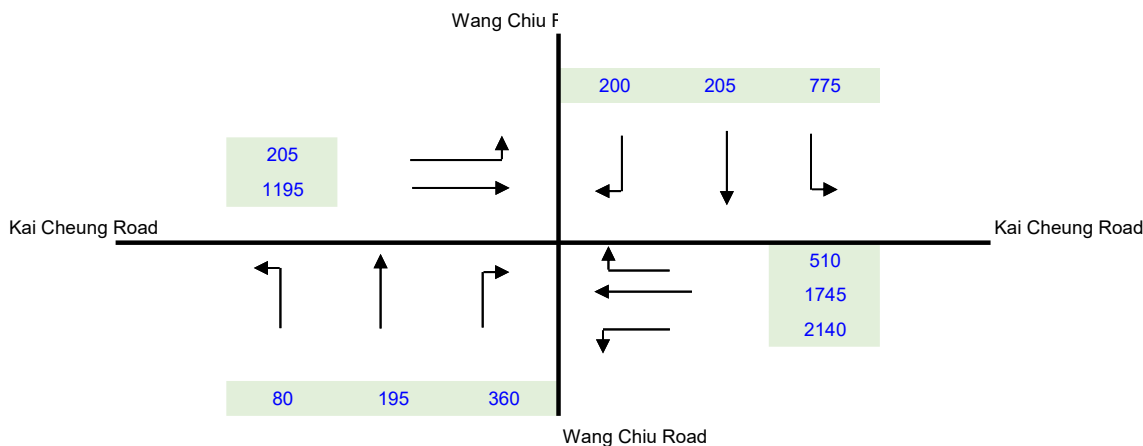 Wang Chiu F
200 205 775
205
1195
Kai Cheung Road
Kai Cheung Road
510
1745
2140
80 195 360
Wang Chiu Road